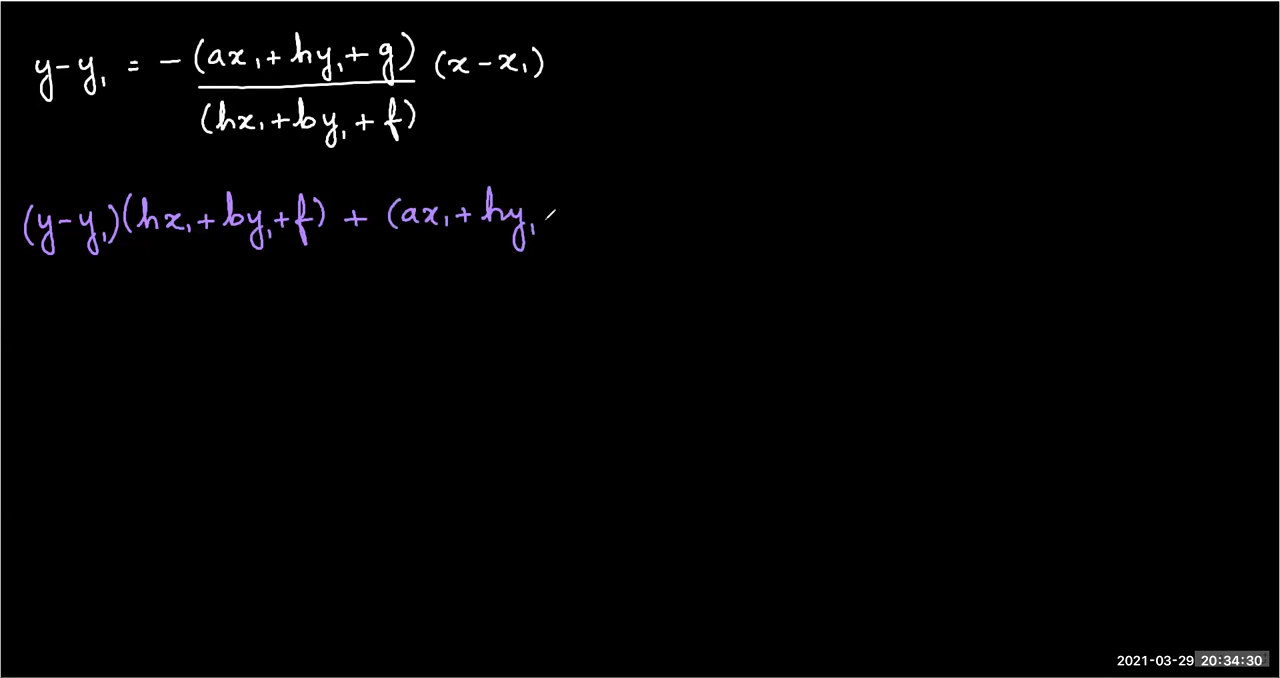 y-y₁ = -(ax₁+hy₁+g)/(hx₁+by₁+f) (x-x₁)
(y-y₁)(hx₁+by₁+f) + (ax₁+hy₁
2021-03-29 20:34:30